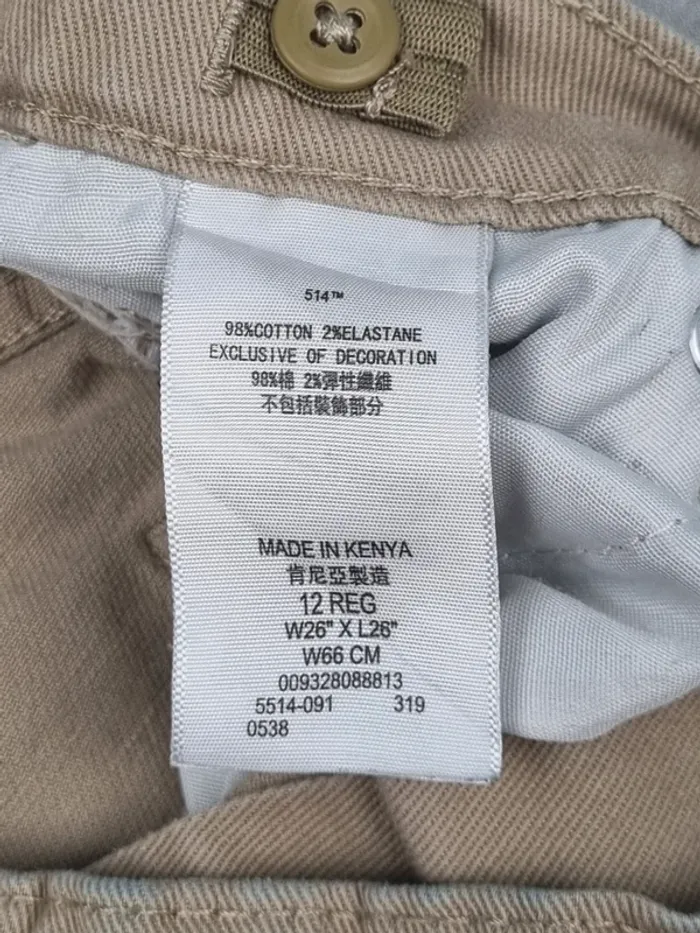 514™
98%COTTON 2%ELASTANE
EXCLUSIVE OF DECORATION
98%棉 2%彈性纖維
不包括裝飾部分
MADE IN KENYA
肯尼亞製造
12 REG
W26" X L26"
W66 CM
009328088813
5514-091 319
0538